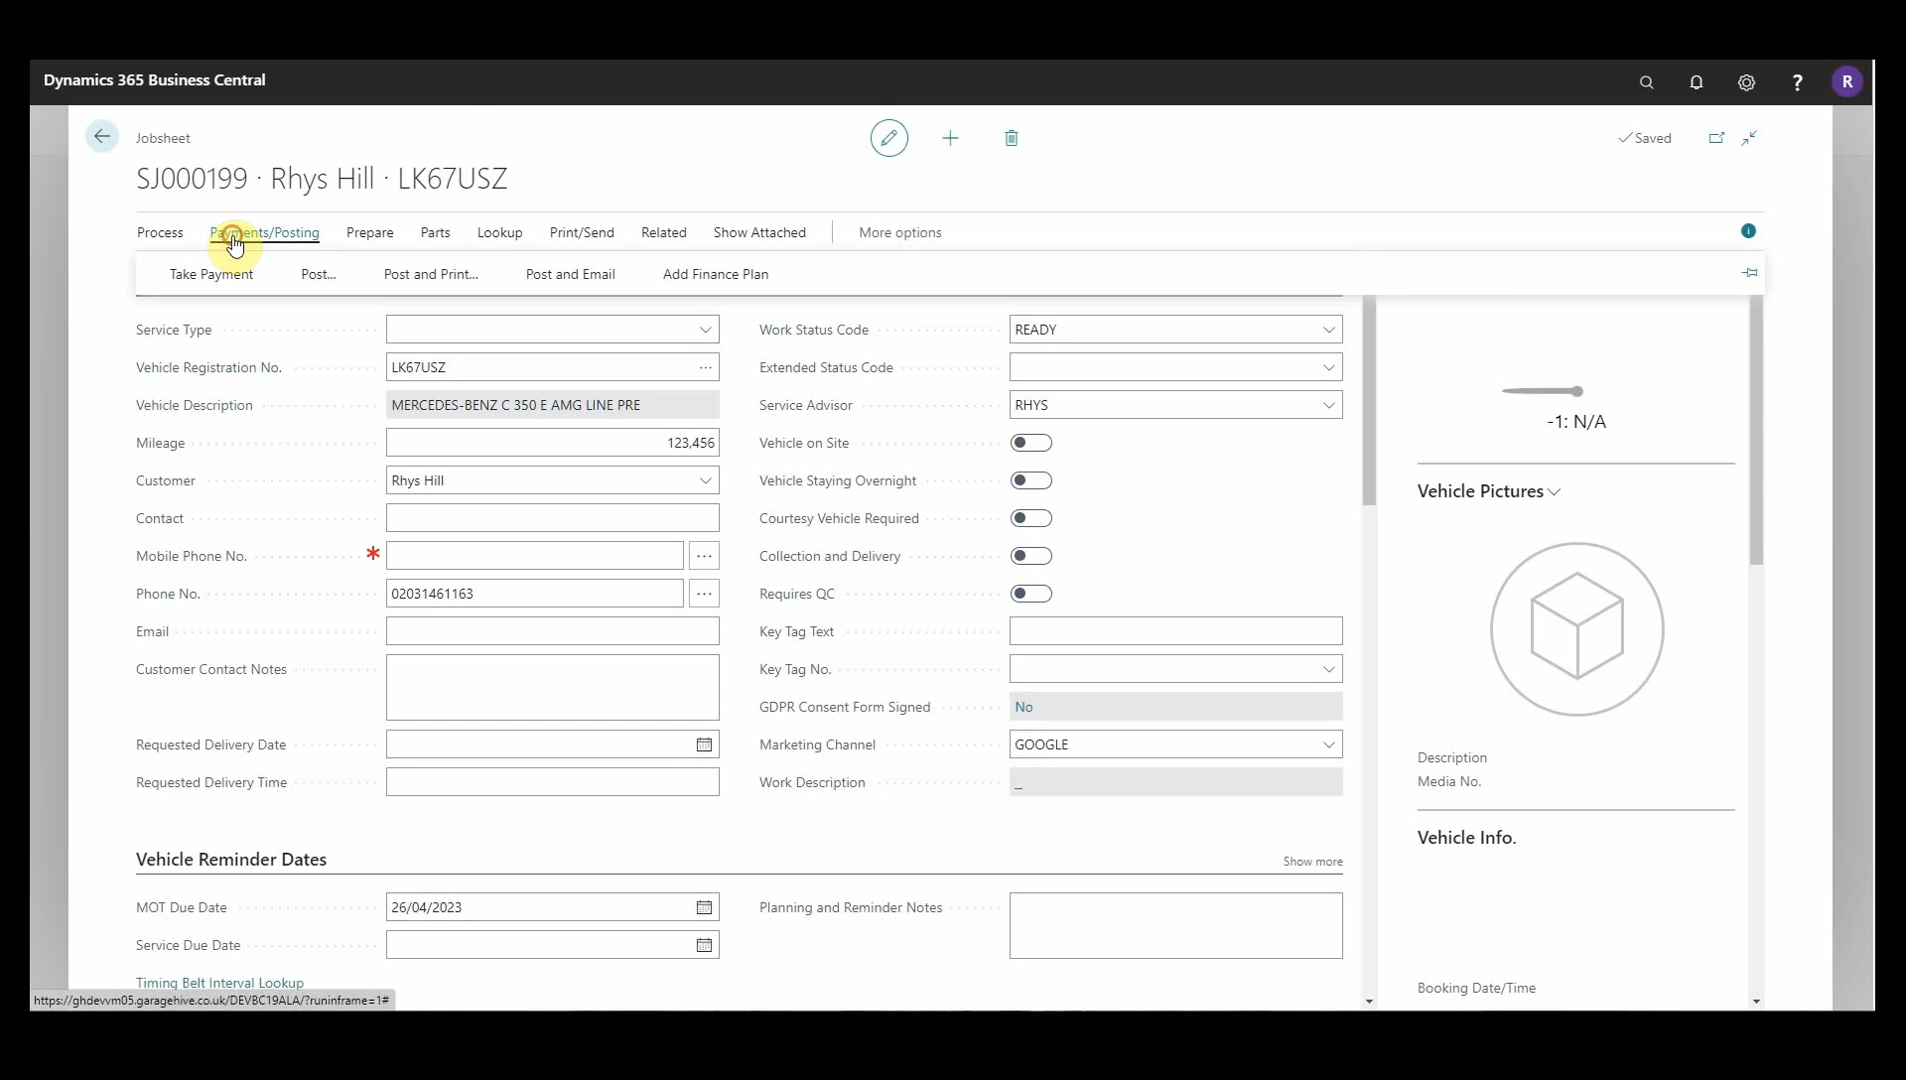 Dynamics 365 Business Central
R
Jobsheet
Saved
SJ000199 · Rhys Hill · LK67USZ
Process Payments/Posting Prepare Parts Lookup Print/Send Related Show Attached More options
Take Payment Post... Post and Print... Post and Email Add Finance Plan
Service Type
Work Status Code READY
Vehicle Registration No. LK67USZ
Extended Status Code
Vehicle Description MERCEDES-BENZ C 350 E AMG LINE PRE
Service Advisor RHYS
-1: N/A
Mileage 123,456
Vehicle on Site
Customer Rhys Hill
Vehicle Staying Overnight
Vehicle Pictures
Contact
Courtesy Vehicle Required
Mobile Phone No. *
Collection and Delivery
Phone No. 02031461163
Requires QC
Email
Key Tag Text
Customer Contact Notes
Key Tag No.
GDPR Consent Form Signed No
Requested Delivery Date
Marketing Channel GOOGLE
Description
Requested Delivery Time
Work Description _
Media No.
Vehicle Info.
Vehicle Reminder Dates Show more
MOT Due Date 26/04/2023
Planning and Reminder Notes
Service Due Date
Timing Belt Interval Lookup
Booking Date/Time
https://ghdevvm05.garagehive.co.uk/DEVBC19ALA/?runinframe=1#